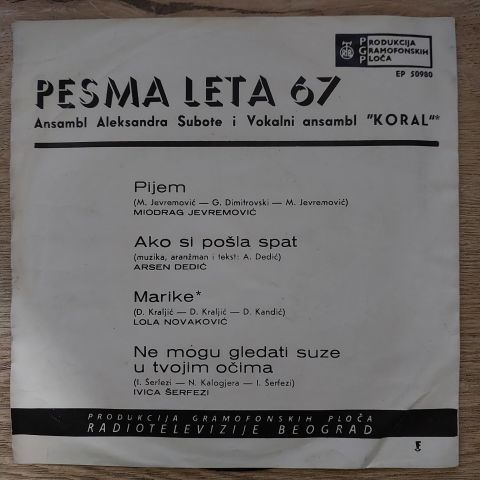 RTB
PGP
PRODUKCIJA
GRAMOFONSKIH
PLOČA
EP 50980
PESMA LETA 67
Ansambl Aleksandra Subote i Vokalni ansambl "KORAL"*
Pijem
(M. Jevremović — G. Dimitrovski — M. Jevremović)
MIODRAG JEVREMOVIĆ
Ako si pošla spat
(muzika, aranžman i tekst: A. Dedić)
ARSEN DEDIĆ
Marike*
(D. Kraljić — D. Kraljić — D. Kandić)
LOLA NOVAKOVIĆ
Ne mogu gledati suze
u tvojim očima
(I. Šerfezi — N. Kalogjera — I. Šerfezi)
IVICA ŠERFEZI
PRODUKCIJA GRAMOFONSKIH PLOČA
RADIOTELEVIZIJE BEOGRAD